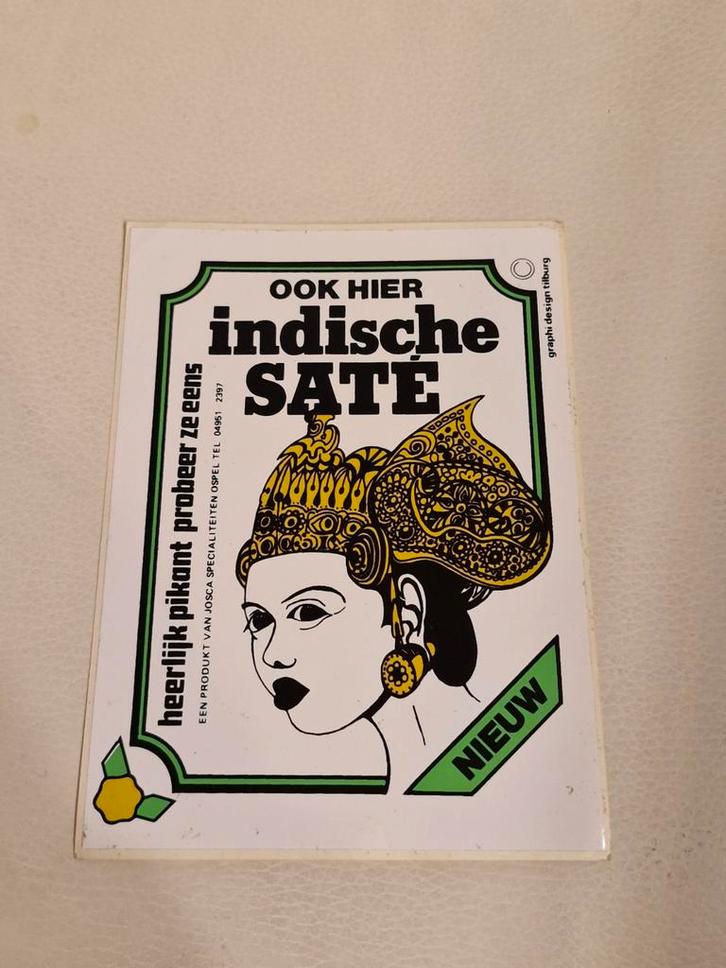 OOK HIER
indische
SATÉ
heerlijk pikant probeer ze eens
EEN PRODUKT VAN JOSCA SPECIALITEITEN OSPEL TEL 04951 2397
NIEUW
© graphi design tilburg